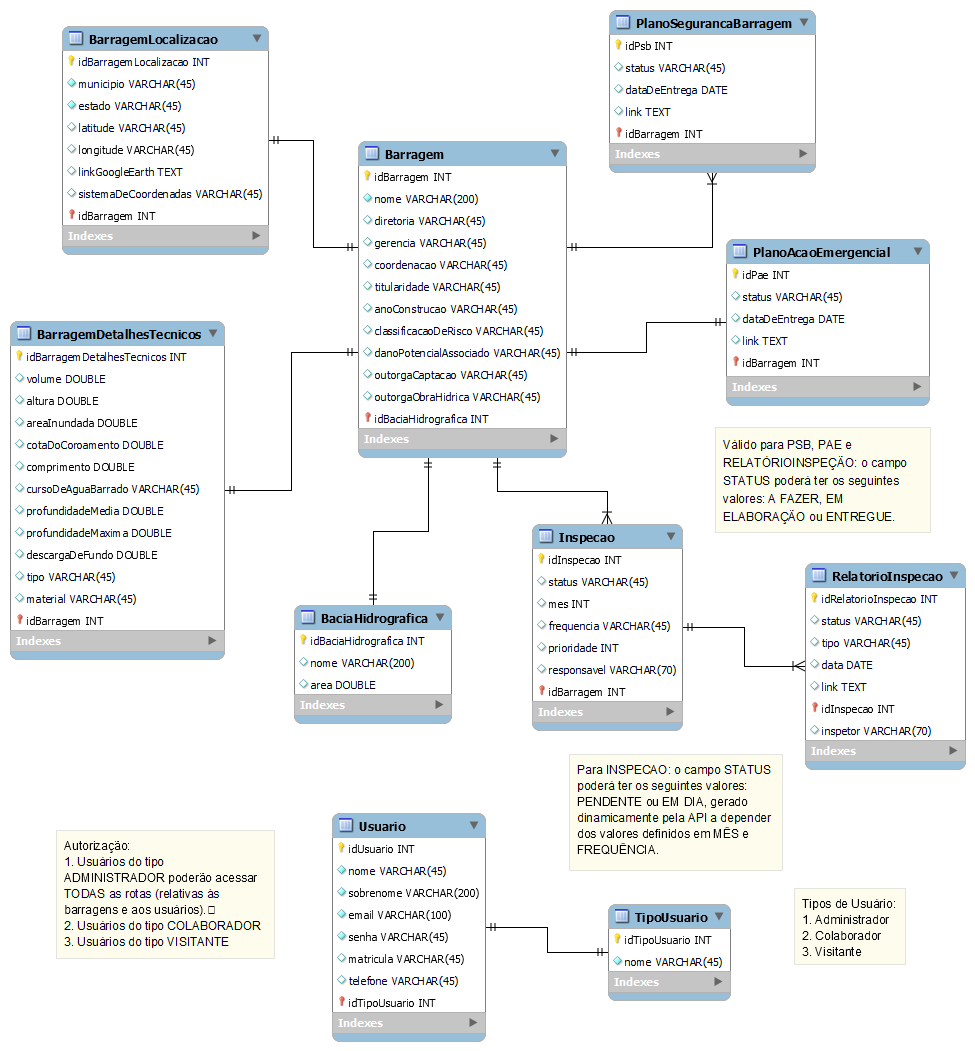 BarragemLocalizacao
idBarragemLocalizacao INT
municipio VARCHAR(45)
estado VARCHAR(45)
latitude VARCHAR(45)
longitude VARCHAR(45)
linkGoogleEarth TEXT
sistemaDeCoordenadas VARCHAR(45)
idBarragem INT
Indexes
PlanoSegurancaBarragem
idPsb INT
status VARCHAR(45)
dataDeEntrega DATE
link TEXT
idBarragem INT
Indexes
Barragem
idBarragem INT
nome VARCHAR(200)
diretoria VARCHAR(45)
gerencia VARCHAR(45)
coordenacao VARCHAR(45)
titularidade VARCHAR(45)
anoConstrucao VARCHAR(45)
classificacaoDeRisco VARCHAR(45)
danoPotencialAssociado VARCHAR(45)
outorgaCaptacao VARCHAR(45)
outorgaObraHidrica VARCHAR(45)
idBaciaHidrografica INT
Indexes
PlanoAcaoEmergencial
idPae INT
status VARCHAR(45)
dataDeEntrega DATE
link TEXT
idBarragem INT
Indexes
BarragemDetalhesTecnicos
idBarragemDetalhesTecnicos INT
volume DOUBLE
altura DOUBLE
areaInundada DOUBLE
cotaDoCoroamento DOUBLE
comprimento DOUBLE
cursoDeAguaBarrado VARCHAR(45)
profundidadeMedia DOUBLE
profundidadeMaxima DOUBLE
descargaDeFundo DOUBLE
tipo VARCHAR(45)
material VARCHAR(45)
idBarragem INT
Indexes
Válido para PSB, PAE e
RELATÓRIOINSPEÇÃO: o campo
STATUS poderá ter os seguintes
valores: A FAZER, EM
ELABORAÇÃO ou ENTREGUE.
BaciaHidrografica
idBaciaHidrografica INT
nome VARCHAR(200)
area DOUBLE
Indexes
Inspecao
idInspecao INT
status VARCHAR(45)
mes INT
frequencia VARCHAR(45)
prioridade INT
responsavel VARCHAR(70)
idBarragem INT
Indexes
RelatorioInspecao
idRelatorioInspecao INT
status VARCHAR(45)
tipo VARCHAR(45)
data DATE
link TEXT
idInspecao INT
inspetor VARCHAR(70)
Indexes
Para INSPECAO: o campo STATUS
poderá ter os seguintes valores:
PENDENTE ou EM DIA, gerado
dinamicamente pela API a depender
dos valores definidos em MÊS e
FREQUÊNCIA.
Autorização:
1. Usuários do tipo
ADMINISTRADOR poderão acessar
TODAS as rotas (relativas às
barragens e aos usuários).
2. Usuários do tipo COLABORADOR
3. Usuários do tipo VISITANTE
Usuario
idUsuario INT
nome VARCHAR(45)
sobrenome VARCHAR(200)
email VARCHAR(100)
senha VARCHAR(45)
matricula VARCHAR(45)
telefone VARCHAR(45)
idTipoUsuario INT
Indexes
TipoUsuario
idTipoUsuario INT
nome VARCHAR(45)
Indexes
Tipos de Usuário:
1. Administrador
2. Colaborador
3. Visitante